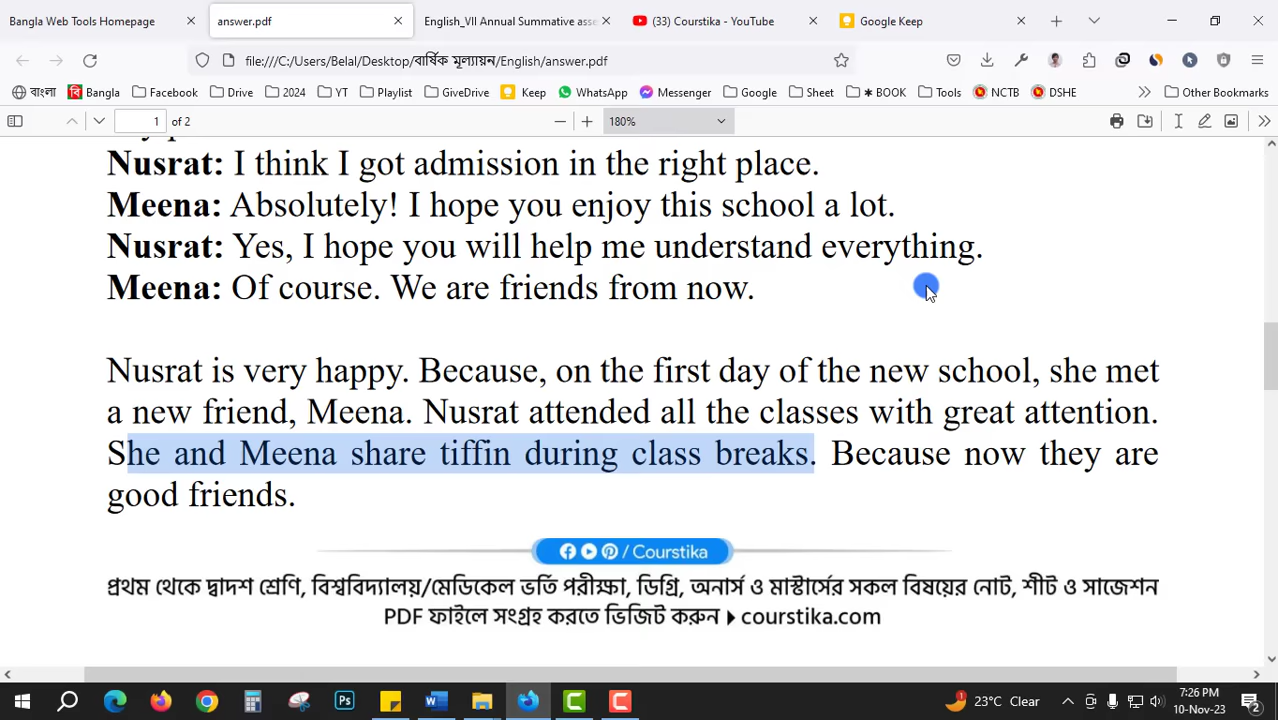 Bangla Web Tools Homepage
answer.pdf
English_VII Annual Summative asse
(33) Courstika - YouTube
Google Keep
file:///C:/Users/Belal/Desktop/বার্ষিক মূল্যায়ন/English/answer.pdf
বাংলা
Bangla
Facebook
Drive
2024
YT
Playlist
GiveDrive
Keep
WhatsApp
Messenger
Google
Sheet
✱ BOOK
Tools
NCTB
DSHE
Other Bookmarks
1 of 2
180%
Nusrat: I think I got admission in the right place.
Meena: Absolutely! I hope you enjoy this school a lot.
Nusrat: Yes, I hope you will help me understand everything.
Meena: Of course. We are friends from now.
Nusrat is very happy. Because, on the first day of the new school, she met
a new friend, Meena. Nusrat attended all the classes with great attention.
She and Meena share tiffin during class breaks. Because now they are
good friends.
/ Courstika
প্রথম থেকে দ্বাদশ শ্রেণি, বিশ্ববিদ্যালয়/মেডিকেল ভর্তি পরীক্ষা, ডিগ্রি, অনার্স ও মাস্টার্সের সকল বিষয়ের নোট, শীট ও সাজেশন
PDF ফাইলে সংগ্রহ করতে ভিজিট করুন courstika.com
1
23°C Clear
7:26 PM
10-Nov-23
2